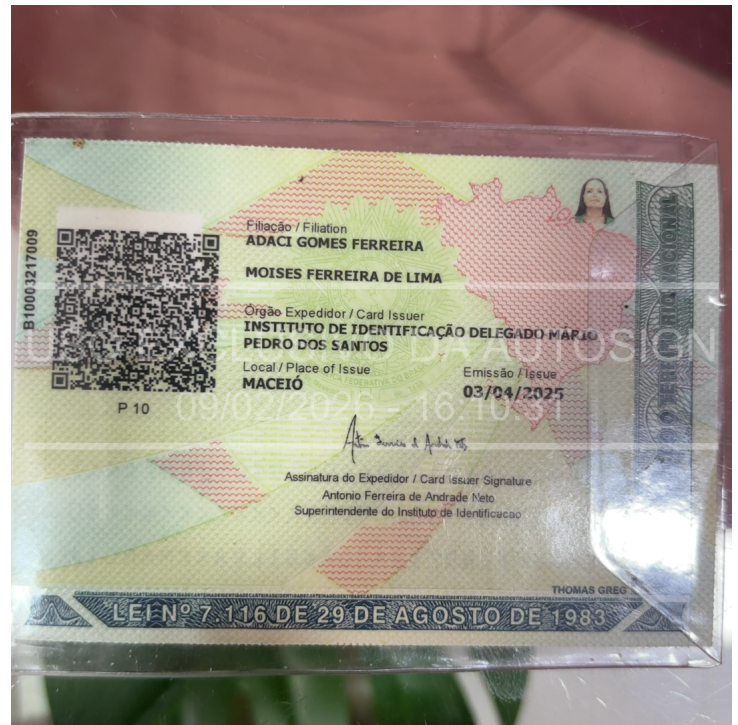 B10003217009
P 10
Filiação / Filiation
ADACI GOMES FERREIRA
MOISES FERREIRA DE LIMA
Órgão Expedidor / Card Issuer
INSTITUTO DE IDENTIFICAÇÃO DELEGADO MÁRIO
PEDRO DOS SANTOS
Local / Place of Issue
MACEIÓ
Emissão / Issue
03/04/2025
DA AUTOSIGN
16:10:31
Assinatura do Expedidor / Card Issuer Signature
Antonio Ferreira de Andrade Neto
Superintendente do Instituto de Identificacao
THOMAS GREG
LEI Nº 7.116 DE 29 DE AGOSTO DE 1983